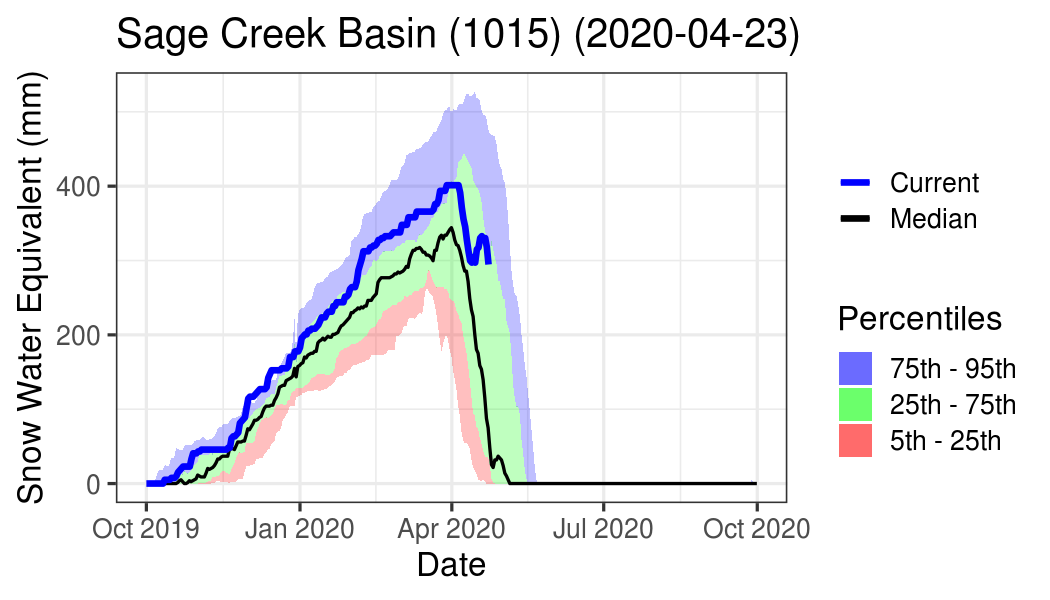 Sage Creek Basin (1015) (2020-04-23)
Snow Water Equivalent (mm)
400
200
0
Oct 2019
Jan 2020
Apr 2020
Jul 2020
Oct 2020
Date
Current
Median
Percentiles
75th - 95th
25th - 75th
5th - 25th